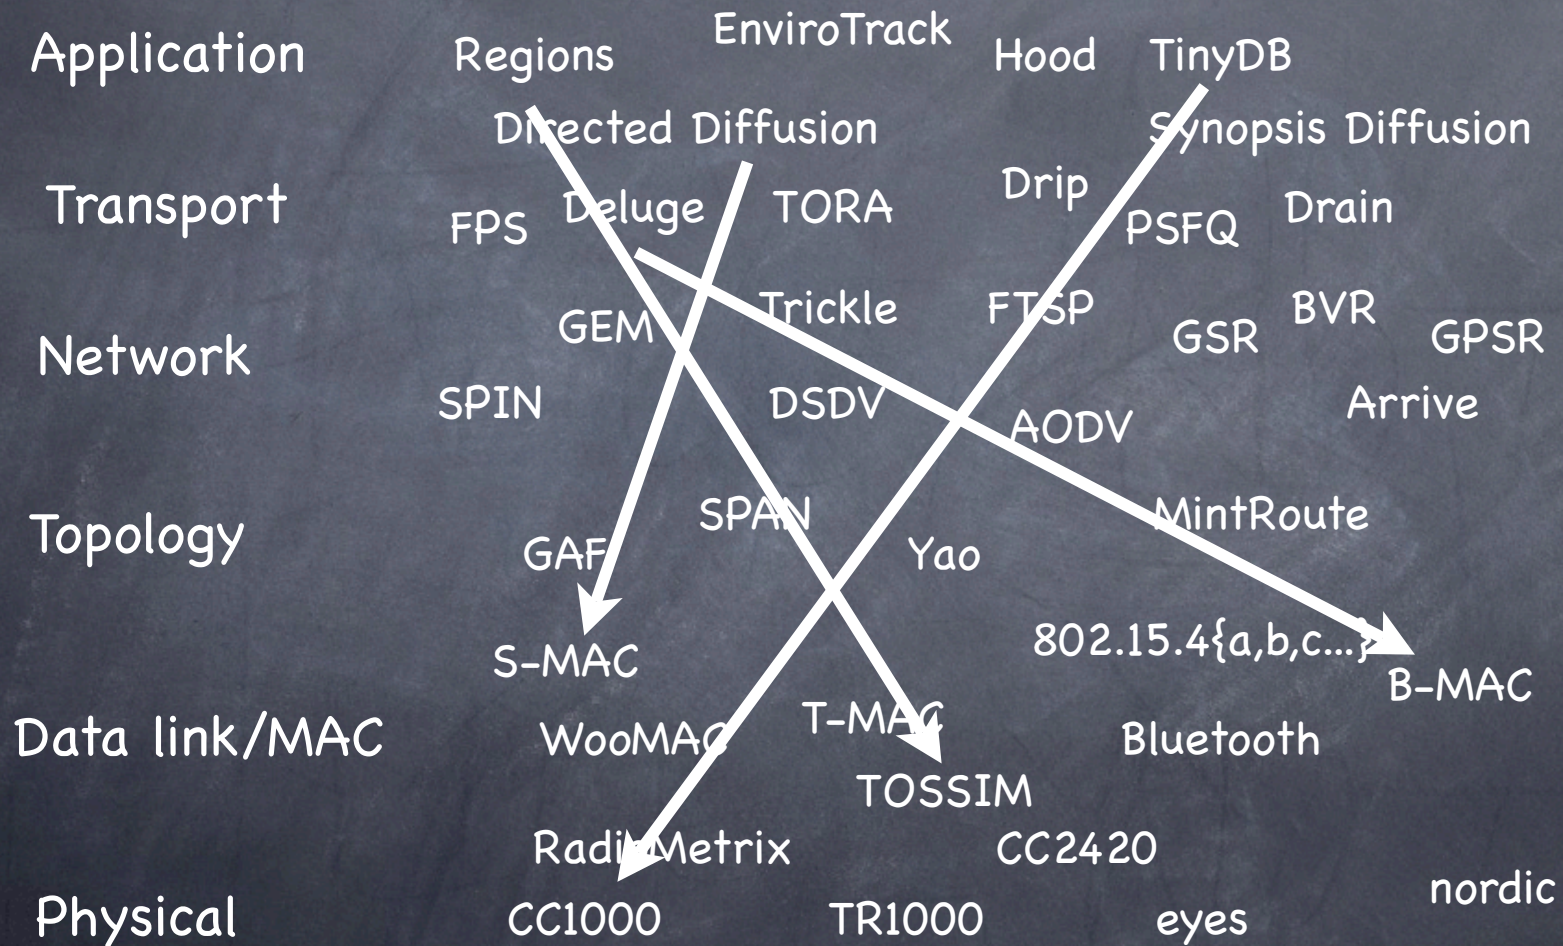 EnviroTrack
Application Regions Hood TinyDB
Directed Diffusion Synopsis Diffusion
Drip
Transport Deluge TORA Drain
FPS PSFQ
Trickle FTSP BVR
GEM GSR GPSR
Network
SPIN DSDV Arrive
AODV
SPAN MintRoute
Topology
GAF Yao
802.15.4{a,b,c...}
S-MAC
B-MAC
T-MAC
Data link/MAC WooMAC Bluetooth
TOSSIM
RadioMetrix CC2420
nordic
Physical CC1000 TR1000 eyes